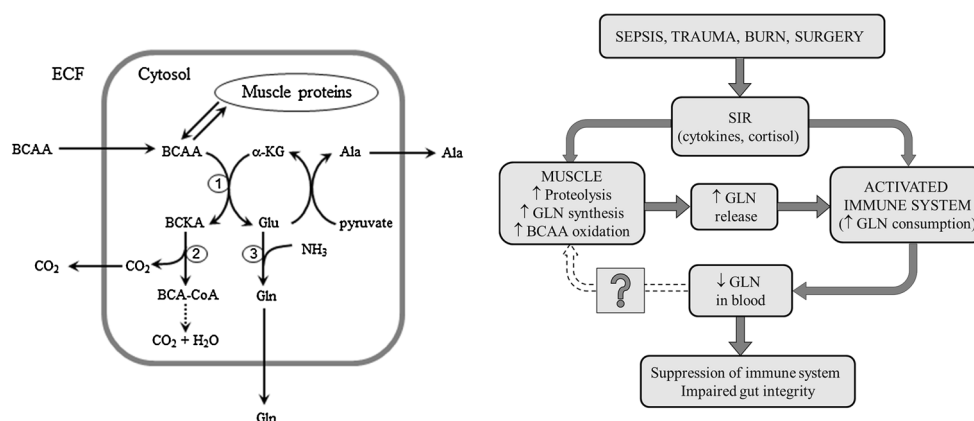 ECF
Cytosol
Muscle proteins
BCAA
BCAA
α-KG
Ala
Ala
1
BCKA
Glu
pyruvate
CO₂
CO₂
2
3
NH₃
BCA-CoA
Gln
CO₂ + H₂O
Gln
SEPSIS, TRAUMA, BURN, SURGERY
SIR
(cytokines, cortisol)
MUSCLE
↑ Proteolysis
↑ GLN synthesis
↑ BCAA oxidation
↑ GLN
release
ACTIVATED
IMMUNE SYSTEM
(↑ GLN consumption)
?
↓ GLN
in blood
Suppression of immune system
Impaired gut integrity